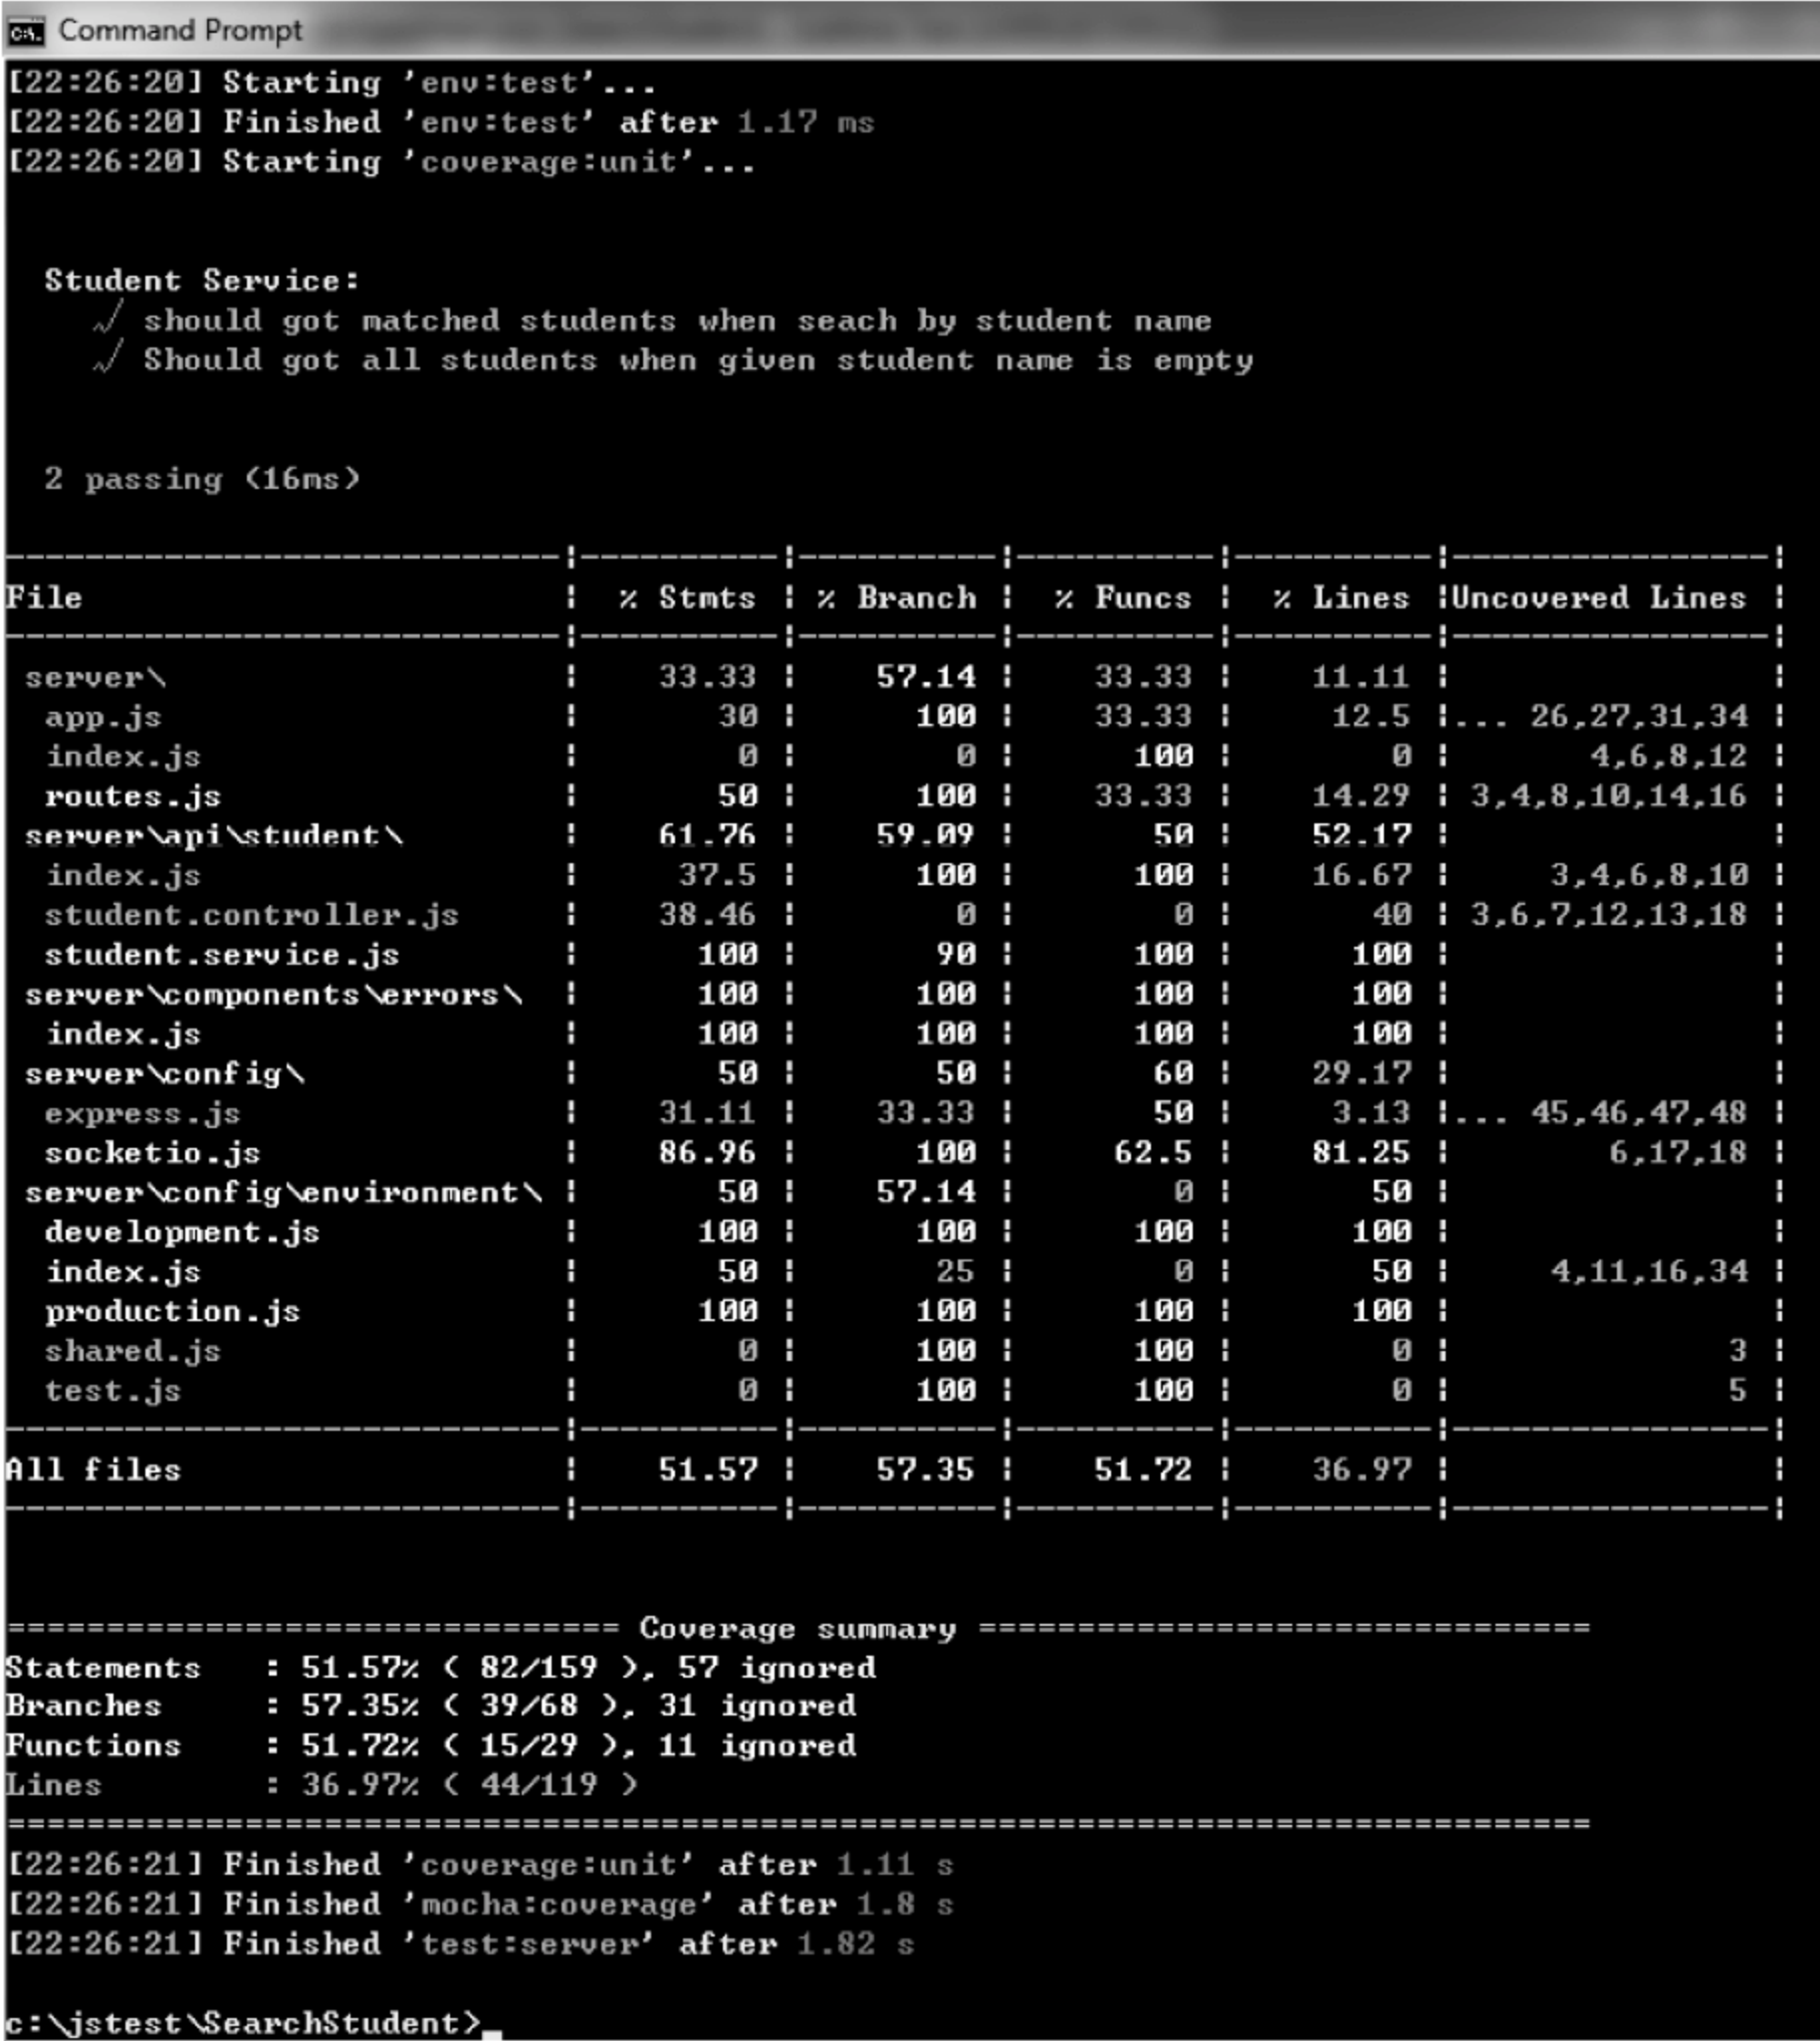 Command Prompt
[22:26:20] Starting 'env:test'...
[22:26:20] Finished 'env:test' after 1.17 ms
[22:26:20] Starting 'coverage:unit'...
Student Service:
√ should got matched students when seach by student name
√ Should got all students when given student name is empty
2 passing (16ms)
----------------------------|----------|----------|----------|----------|----------------|
File | % Stmts | % Branch | % Funcs | % Lines |Uncovered Lines |
----------------------------|----------|----------|----------|----------|----------------|
server\ | 33.33 | 57.14 | 33.33 | 11.11 | |
app.js | 30 | 100 | 33.33 | 12.5 |... 26,27,31,34 |
index.js | 0 | 0 | 100 | 0 | 4,6,8,12 |
routes.js | 50 | 100 | 33.33 | 14.29 | 3,4,8,10,14,16 |
server\api\student\ | 61.76 | 59.09 | 50 | 52.17 | |
index.js | 37.5 | 100 | 100 | 16.67 | 3,4,6,8,10 |
student.controller.js | 38.46 | 0 | 0 | 40 | 3,6,7,12,13,18 |
student.service.js | 100 | 90 | 100 | 100 | |
server\components\errors\ | 100 | 100 | 100 | 100 | |
index.js | 100 | 100 | 100 | 100 | |
server\config\ | 50 | 50 | 60 | 29.17 | |
express.js | 31.11 | 33.33 | 50 | 3.13 |... 45,46,47,48 |
socketio.js | 86.96 | 100 | 62.5 | 81.25 | 6,17,18 |
server\config\environment\ | 50 | 57.14 | 0 | 50 | |
development.js | 100 | 100 | 100 | 100 | |
index.js | 50 | 25 | 0 | 50 | 4,11,16,34 |
production.js | 100 | 100 | 100 | 100 | |
shared.js | 0 | 100 | 100 | 0 | 3 |
test.js | 0 | 100 | 100 | 0 | 5 |
----------------------------|----------|----------|----------|----------|----------------|
All files | 51.57 | 57.35 | 51.72 | 36.97 | |
----------------------------|----------|----------|----------|----------|----------------|
=============================== Coverage summary ===============================
Statements : 51.57% ( 82/159 ), 57 ignored
Branches : 57.35% ( 39/68 ), 31 ignored
Functions : 51.72% ( 15/29 ), 11 ignored
Lines : 36.97% ( 44/119 )
================================================================================
[22:26:21] Finished 'coverage:unit' after 1.11 s
[22:26:21] Finished 'mocha:coverage' after 1.8 s
[22:26:21] Finished 'test:server' after 1.82 s
c:\jstest\SearchStudent>_